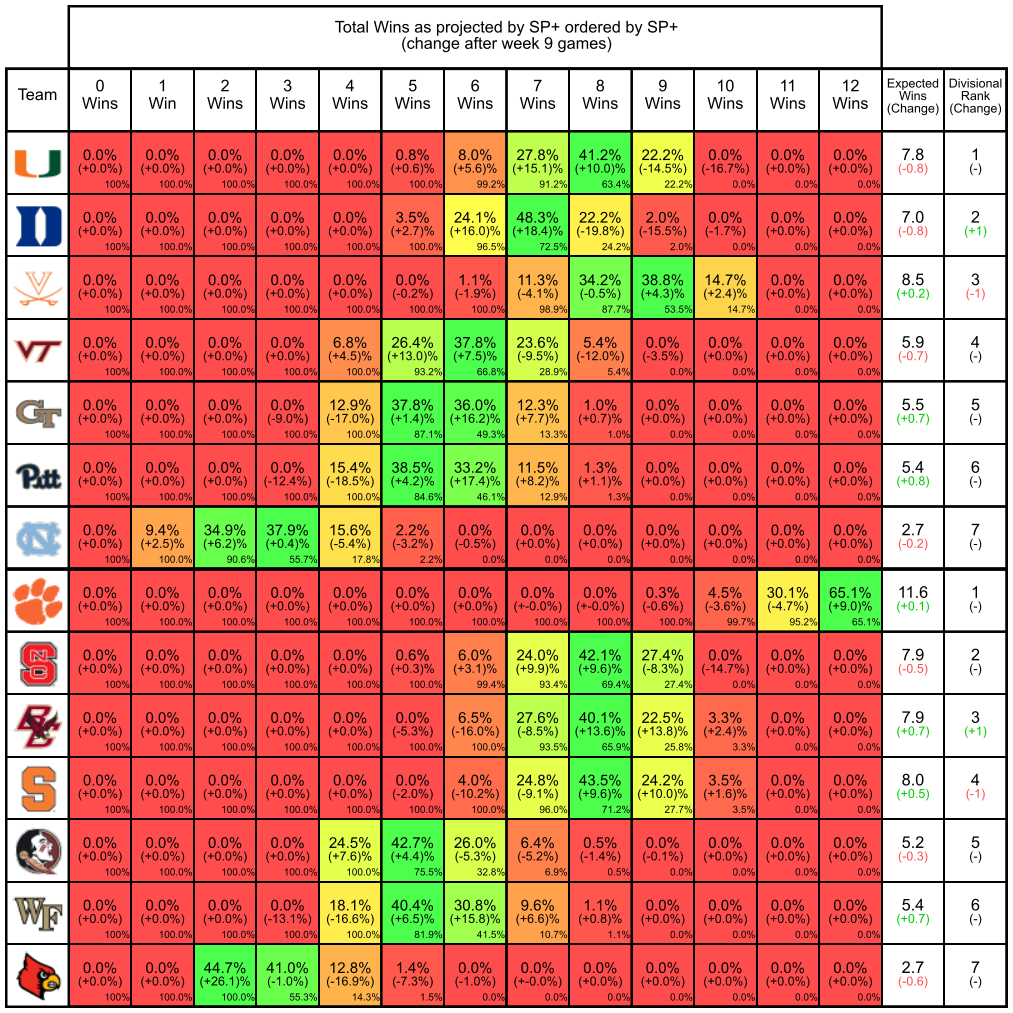 Total Wins as projected by SP+ ordered by SP+
(change after week 9 games)
Team 0 Wins 1 Win 2 Wins 3 Wins 4 Wins 5 Wins 6 Wins 7 Wins 8 Wins 9 Wins 10 Wins 11 Wins 12 Wins Expected Wins (Change) Divisional Rank (Change)
U
0.0% 0.0% 0.0% 0.0% 0.0% 0.8% 8.0% 27.8% 41.2% 22.2% 0.0% 0.0% 0.0% 7.8 1
(+0.0%) (+0.0%) (+0.0%) (+0.0%) (+0.0%) (+0.6%) (+5.6)% (+15.1)% (+10.0)% (-14.5%) (-16.7%) (+0.0%) (+0.0%) (-0.8) (-)
100% 100.0% 100.0% 100.0% 100.0% 100.0% 99.2% 91.2% 63.4% 22.2% 0.0% 0.0% 0.0%
D
0.0% 0.0% 0.0% 0.0% 0.0% 3.5% 24.1% 48.3% 22.2% 2.0% 0.0% 0.0% 0.0% 7.0 2
(+0.0%) (+0.0%) (+0.0%) (+0.0%) (+0.0%) (+2.7%) (+16.0)% (+18.4)% (-19.8%) (-15.5%) (-1.7%) (+0.0%) (+0.0%) (-0.8) (+1)
100% 100.0% 100.0% 100.0% 100.0% 100.0% 96.5% 72.5% 24.2% 2.0% 0.0% 0.0% 0.0%
V
0.0% 0.0% 0.0% 0.0% 0.0% 0.0% 1.1% 11.3% 34.2% 38.8% 14.7% 0.0% 0.0% 8.5 3
(+0.0%) (+0.0%) (+0.0%) (+0.0%) (+0.0%) (-0.2%) (-1.9%) (-4.1%) (-0.5%) (+4.3)% (+2.4)% (+0.0%) (+0.0%) (+0.2) (-1)
100% 100.0% 100.0% 100.0% 100.0% 100.0% 100.0% 98.9% 87.7% 53.5% 14.7% 0.0% 0.0%
VT
0.0% 0.0% 0.0% 0.0% 6.8% 26.4% 37.8% 23.6% 5.4% 0.0% 0.0% 0.0% 0.0% 5.9 4
(+0.0%) (+0.0%) (+0.0%) (+0.0%) (+4.5)% (+13.0)% (+7.5)% (-9.5%) (-12.0%) (-3.5%) (+0.0%) (+0.0%) (+0.0%) (-0.7) (-)
100% 100.0% 100.0% 100.0% 100.0% 93.2% 66.8% 28.9% 5.4% 0.0% 0.0% 0.0% 0.0%
GT
0.0% 0.0% 0.0% 0.0% 12.9% 37.8% 36.0% 12.3% 1.0% 0.0% 0.0% 0.0% 0.0% 5.5 5
(+0.0%) (+0.0%) (+0.0%) (-9.0%) (-17.0%) (+1.4)% (+16.2)% (+7.7)% (+0.7%) (+0.0%) (+0.0%) (+0.0%) (+0.0%) (+0.7) (-)
100% 100.0% 100.0% 100.0% 100.0% 87.1% 49.3% 13.3% 1.0% 0.0% 0.0% 0.0% 0.0%
Pitt
0.0% 0.0% 0.0% 0.0% 15.4% 38.5% 33.2% 11.5% 1.3% 0.0% 0.0% 0.0% 0.0% 5.4 6
(+0.0%) (+0.0%) (+0.0%) (-12.4%) (-18.5%) (+4.2)% (+17.4)% (+8.2)% (+1.1%) (+0.0%) (+0.0%) (+0.0%) (+0.0%) (+0.8) (-)
100% 100.0% 100.0% 100.0% 100.0% 84.6% 46.1% 12.9% 1.3% 0.0% 0.0% 0.0% 0.0%
NC
0.0% 9.4% 34.9% 37.9% 15.6% 2.2% 0.0% 0.0% 0.0% 0.0% 0.0% 0.0% 0.0% 2.7 7
(+0.0%) (+2.5)% (+6.2)% (+0.4)% (-5.4%) (-3.2%) (-0.5%) (+0.0%) (+0.0%) (+0.0%) (+0.0%) (+0.0%) (+0.0%) (-0.2) (-)
100% 100.0% 90.6% 55.7% 17.8% 2.2% 0.0% 0.0% 0.0% 0.0% 0.0% 0.0% 0.0%
0.0% 0.0% 0.0% 0.0% 0.0% 0.0% 0.0% 0.0% 0.0% 0.3% 4.5% 30.1% 65.1% 11.6 1
(+0.0%) (+0.0%) (+0.0%) (+0.0%) (+0.0%) (+0.0%) (+0.0%) (+-0.0%) (+-0.0%) (-0.6%) (-3.6%) (-4.7%) (+9.0)% (+0.1) (-)
100% 100.0% 100.0% 100.0% 100.0% 100.0% 100.0% 100.0% 100.0% 100.0% 99.7% 95.2% 65.1%
NCS
0.0% 0.0% 0.0% 0.0% 0.0% 0.6% 6.0% 24.0% 42.1% 27.4% 0.0% 0.0% 0.0% 7.9 2
(+0.0%) (+0.0%) (+0.0%) (+0.0%) (+0.0%) (+0.3%) (+3.1)% (+9.9)% (+9.6)% (-8.3%) (-14.7%) (+0.0%) (+0.0%) (-0.5) (-)
100% 100.0% 100.0% 100.0% 100.0% 100.0% 99.4% 93.4% 69.4% 27.4% 0.0% 0.0% 0.0%
BC
0.0% 0.0% 0.0% 0.0% 0.0% 0.0% 6.5% 27.6% 40.1% 22.5% 3.3% 0.0% 0.0% 7.9 3
(+0.0%) (+0.0%) (+0.0%) (+0.0%) (+0.0%) (-5.3%) (-16.0%) (-8.5%) (+13.6)% (+13.8)% (+2.4)% (+0.0%) (+0.0%) (+0.7) (+1)
100% 100.0% 100.0% 100.0% 100.0% 100.0% 100.0% 93.5% 65.9% 25.8% 3.3% 0.0% 0.0%
S
0.0% 0.0% 0.0% 0.0% 0.0% 0.0% 4.0% 24.8% 43.5% 24.2% 3.5% 0.0% 0.0% 8.0 4
(+0.0%) (+0.0%) (+0.0%) (+0.0%) (+0.0%) (-2.0%) (-10.2%) (-9.1%) (+9.6)% (+10.0)% (+1.6)% (+0.0%) (+0.0%) (+0.5) (-1)
100% 100.0% 100.0% 100.0% 100.0% 100.0% 100.0% 96.0% 71.2% 27.7% 3.5% 0.0% 0.0%
0.0% 0.0% 0.0% 0.0% 24.5% 42.7% 26.0% 6.4% 0.5% 0.0% 0.0% 0.0% 0.0% 5.2 5
(+0.0%) (+0.0%) (+0.0%) (+0.0%) (+7.6)% (+4.4)% (-5.3%) (-5.2%) (-1.4%) (-0.1%) (+0.0%) (+0.0%) (+0.0%) (-0.3) (-)
100% 100.0% 100.0% 100.0% 100.0% 75.5% 32.8% 6.9% 0.5% 0.0% 0.0% 0.0% 0.0%
WF
0.0% 0.0% 0.0% 0.0% 18.1% 40.4% 30.8% 9.6% 1.1% 0.0% 0.0% 0.0% 0.0% 5.4 6
(+0.0%) (+0.0%) (+0.0%) (-13.1%) (-16.6%) (+6.5)% (+15.8)% (+6.6)% (+0.8%) (+0.0%) (+0.0%) (+0.0%) (+0.0%) (+0.7) (-)
100% 100.0% 100.0% 100.0% 100.0% 81.9% 41.5% 10.7% 1.1% 0.0% 0.0% 0.0% 0.0%
0.0% 0.0% 44.7% 41.0% 12.8% 1.4% 0.0% 0.0% 0.0% 0.0% 0.0% 0.0% 0.0% 2.7 7
(+0.0%) (+0.0%) (+26.1)% (-1.0%) (-16.9%) (-7.3%) (-1.0%) (+-0.0%) (+0.0%) (+0.0%) (+0.0%) (+0.0%) (+0.0%) (-0.6) (-)
100% 100.0% 100.0% 55.3% 14.3% 1.5% 0.0% 0.0% 0.0% 0.0% 0.0% 0.0% 0.0%